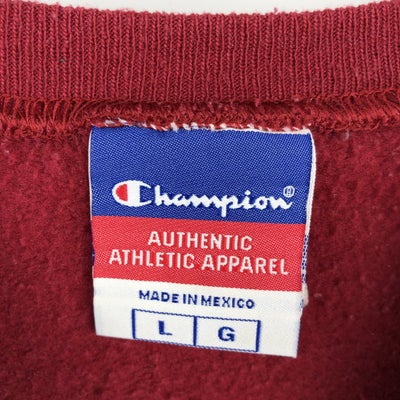 Champion®
AUTHENTIC
ATHLETIC APPAREL
MADE IN MEXICO
L G